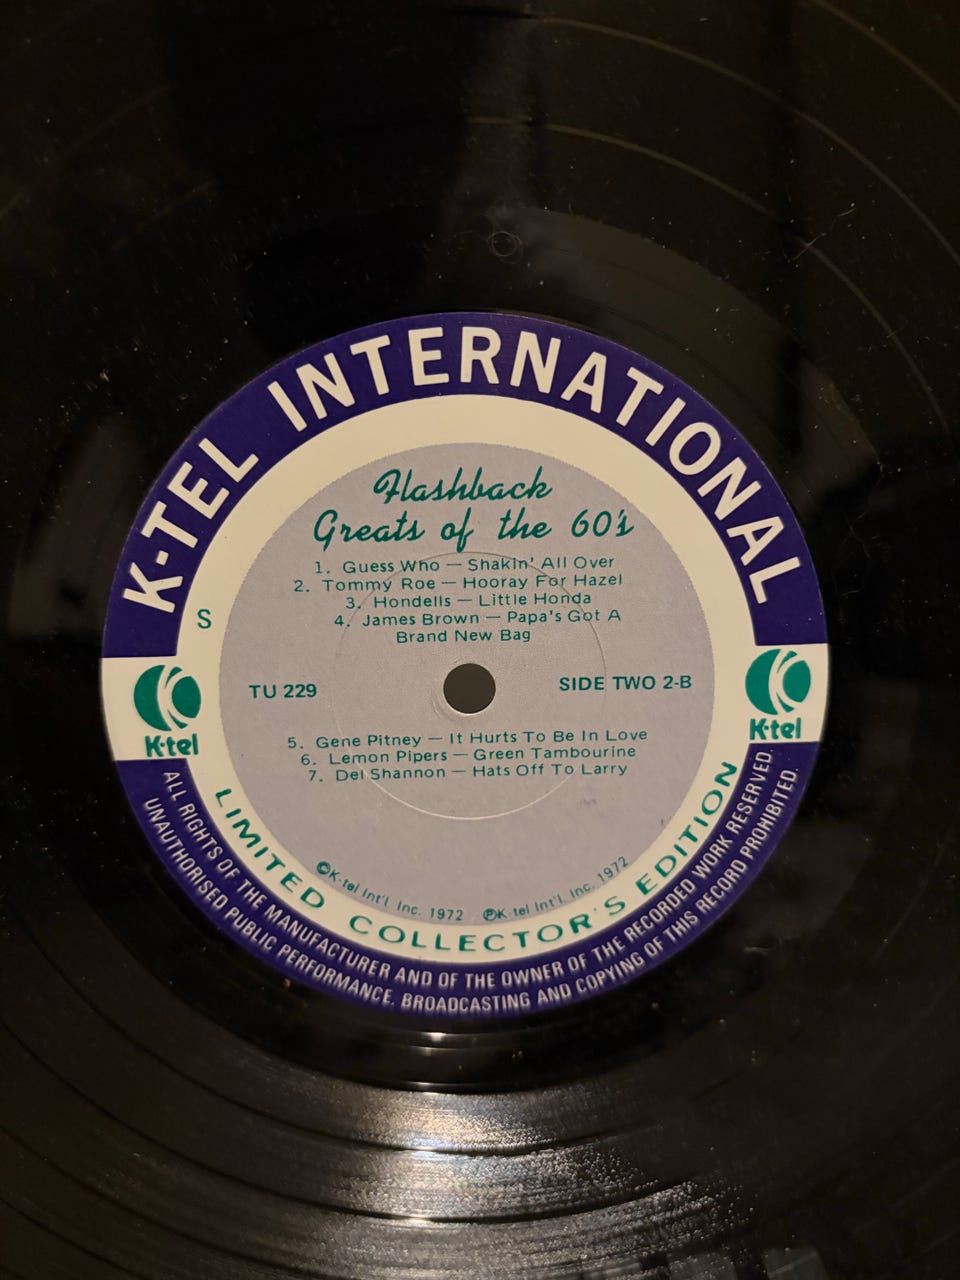 K-TEL INTERNATIONAL
Flashback
Greats of the 60's
1. Guess Who — Shakin' All Over
2. Tommy Roe — Hooray For Hazel
3. Hondells — Little Honda
4. James Brown — Papa's Got A
Brand New Bag
S
K-tel
TU 229
SIDE TWO 2-B
K-tel
5. Gene Pitney — It Hurts To Be In Love
6. Lemon Pipers — Green Tambourine
7. Del Shannon — Hats Off To Larry
©K-tel Int'l. Inc. 1972 ℗K-tel Int'l. Inc. 1972
LIMITED COLLECTOR'S EDITION
ALL RIGHTS OF THE MANUFACTURER AND OF THE OWNER OF THE RECORDED WORK RESERVED.
UNAUTHORISED PUBLIC PERFORMANCE. BROADCASTING AND COPYING OF THIS RECORD PROHIBITED.